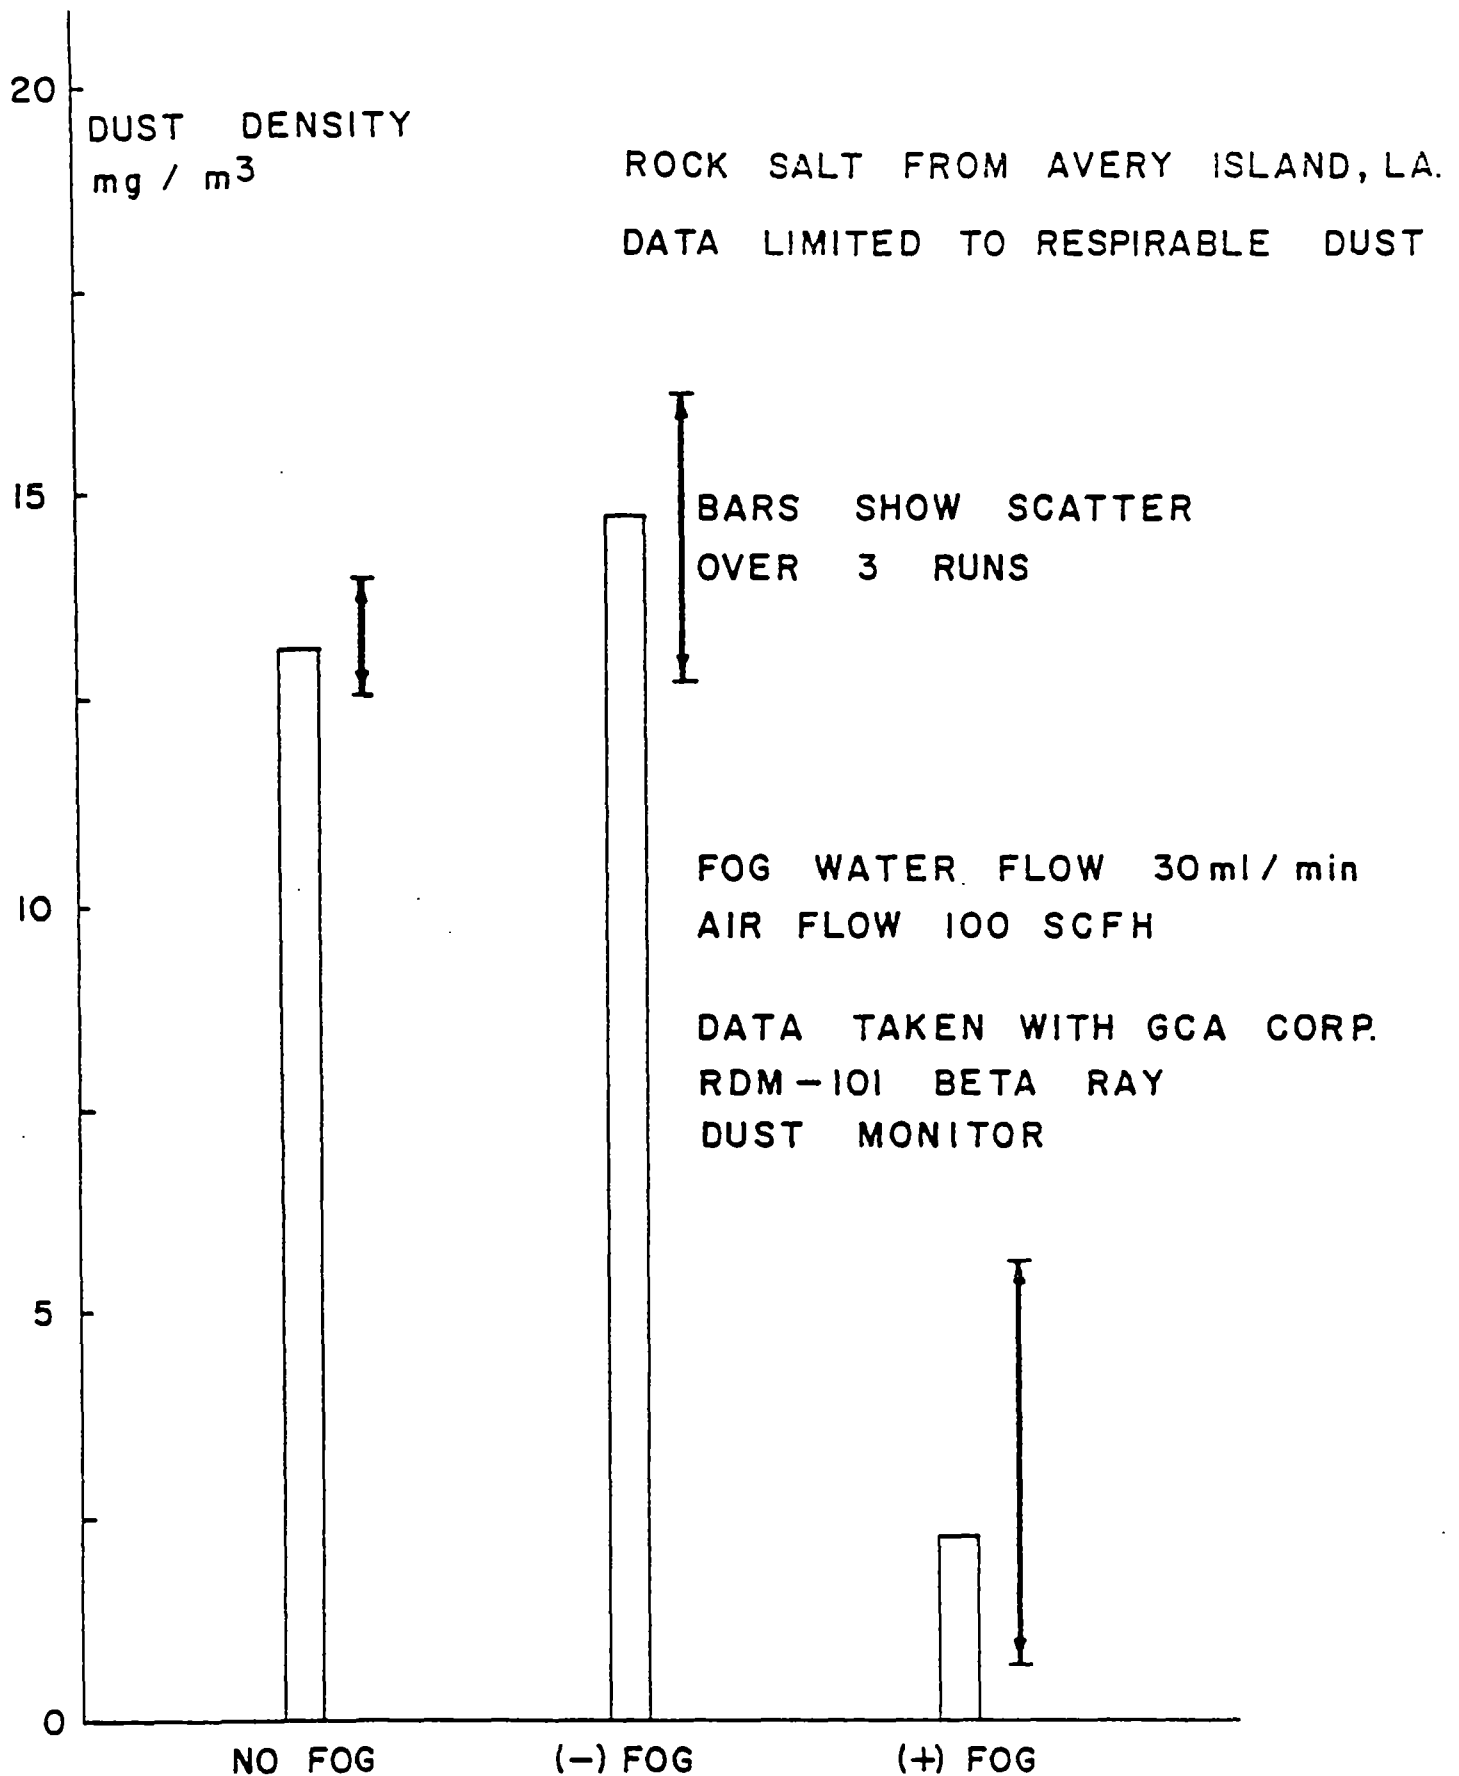 20
DUST DENSITY
mg / m³
ROCK SALT FROM AVERY ISLAND, LA.
DATA LIMITED TO RESPIRABLE DUST
15
BARS SHOW SCATTER
OVER 3 RUNS
10
FOG WATER FLOW 30ml / min
AIR FLOW 100 SCFH
DATA TAKEN WITH GCA CORP.
RDM-101 BETA RAY
DUST MONITOR
5
0
NO FOG (-) FOG (+) FOG